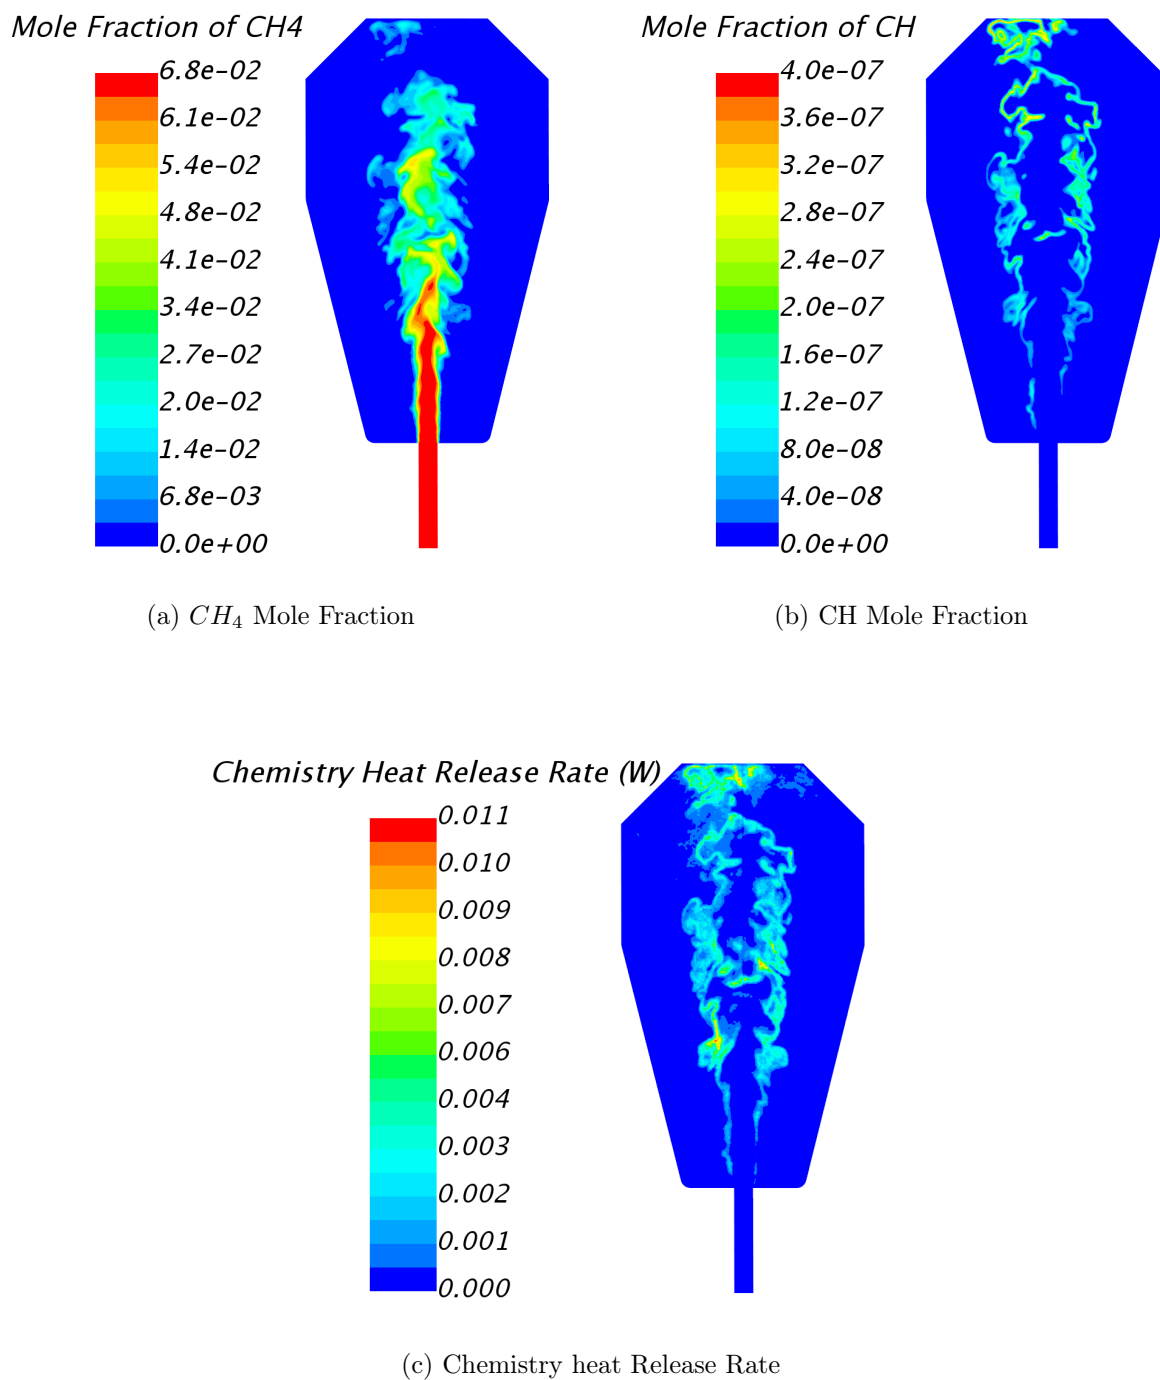 Mole Fraction of CH4
6.8e-02
6.1e-02
5.4e-02
4.8e-02
4.1e-02
3.4e-02
2.7e-02
2.0e-02
1.4e-02
6.8e-03
0.0e+00
(a) CH₄ Mole Fraction
Mole Fraction of CH
4.0e-07
3.6e-07
3.2e-07
2.8e-07
2.4e-07
2.0e-07
1.6e-07
1.2e-07
8.0e-08
4.0e-08
0.0e+00
(b) CH Mole Fraction
Chemistry Heat Release Rate (W)
0.011
0.010
0.009
0.008
0.007
0.006
0.004
0.003
0.002
0.001
0.000
(c) Chemistry heat Release Rate